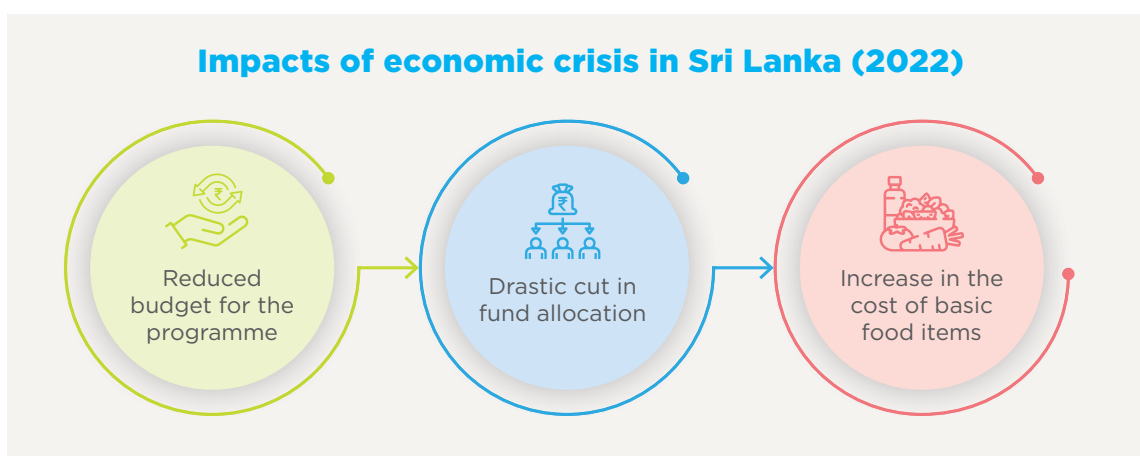 Impacts of economic crisis in Sri Lanka (2022)
₹
Reduced
budget for the
programme
₹
Drastic cut in
fund allocation
Increase in the
cost of basic
food items